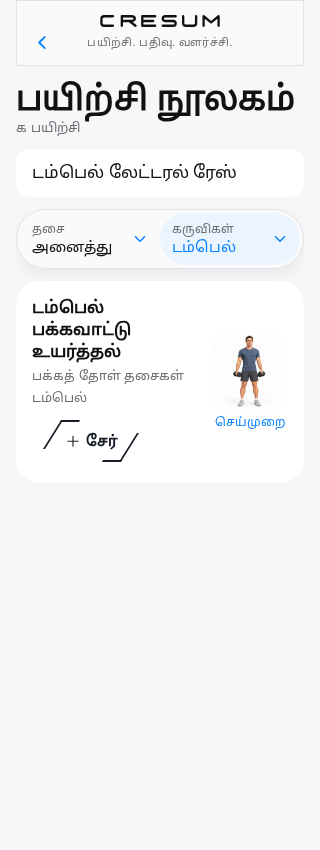 CRESUM
பயிற்சி. பதிவு. வளர்ச்சி.
பயிற்சி நூலகம்
௧ பயிற்சி
டம்பெல் லேட்டரல் ரேஸ்
தசை
அனைத்து
கருவிகள்
டம்பெல்
டம்பெல்
பக்கவாட்டு
உயர்த்தல்
பக்கத் தோள் தசைகள்
டம்பெல்
+ சேர்
செய்முறை